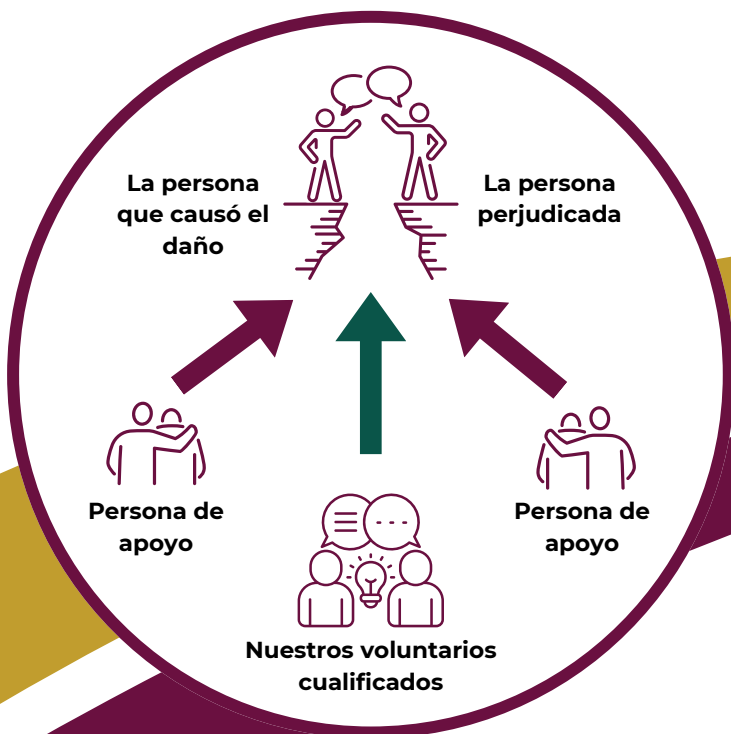 La persona
que causó el
daño
La persona
perjudicada
Persona de
apoyo
Persona de
apoyo
Nuestros voluntarios
cualificados